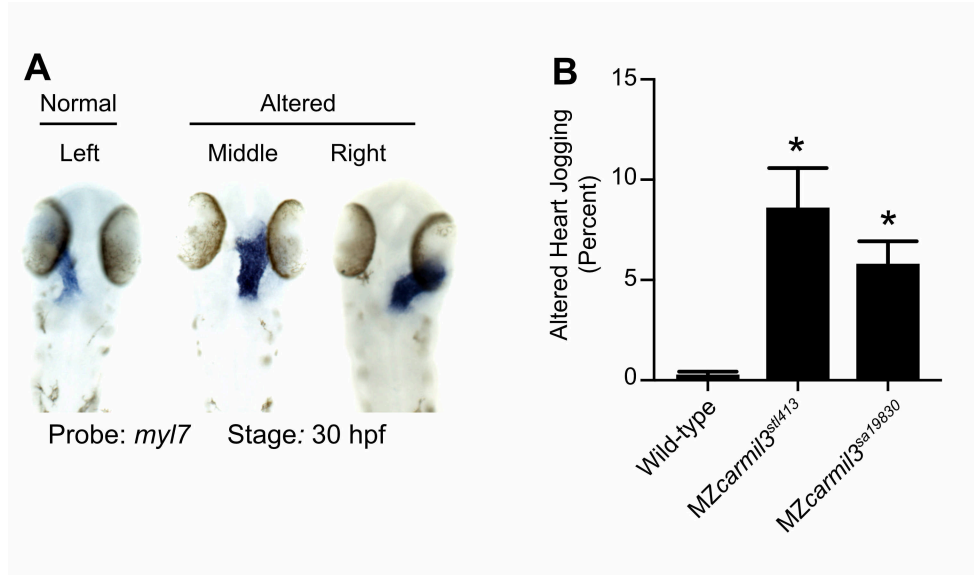 A
Normal
Altered
Left
Middle
Right
Probe: myl7
Stage: 30 hpf
B
Altered Heart Jogging
(Percent)
15
10
5
0
*
*
Wild-type
MZcarmil3stl413
MZcarmil3sa19830